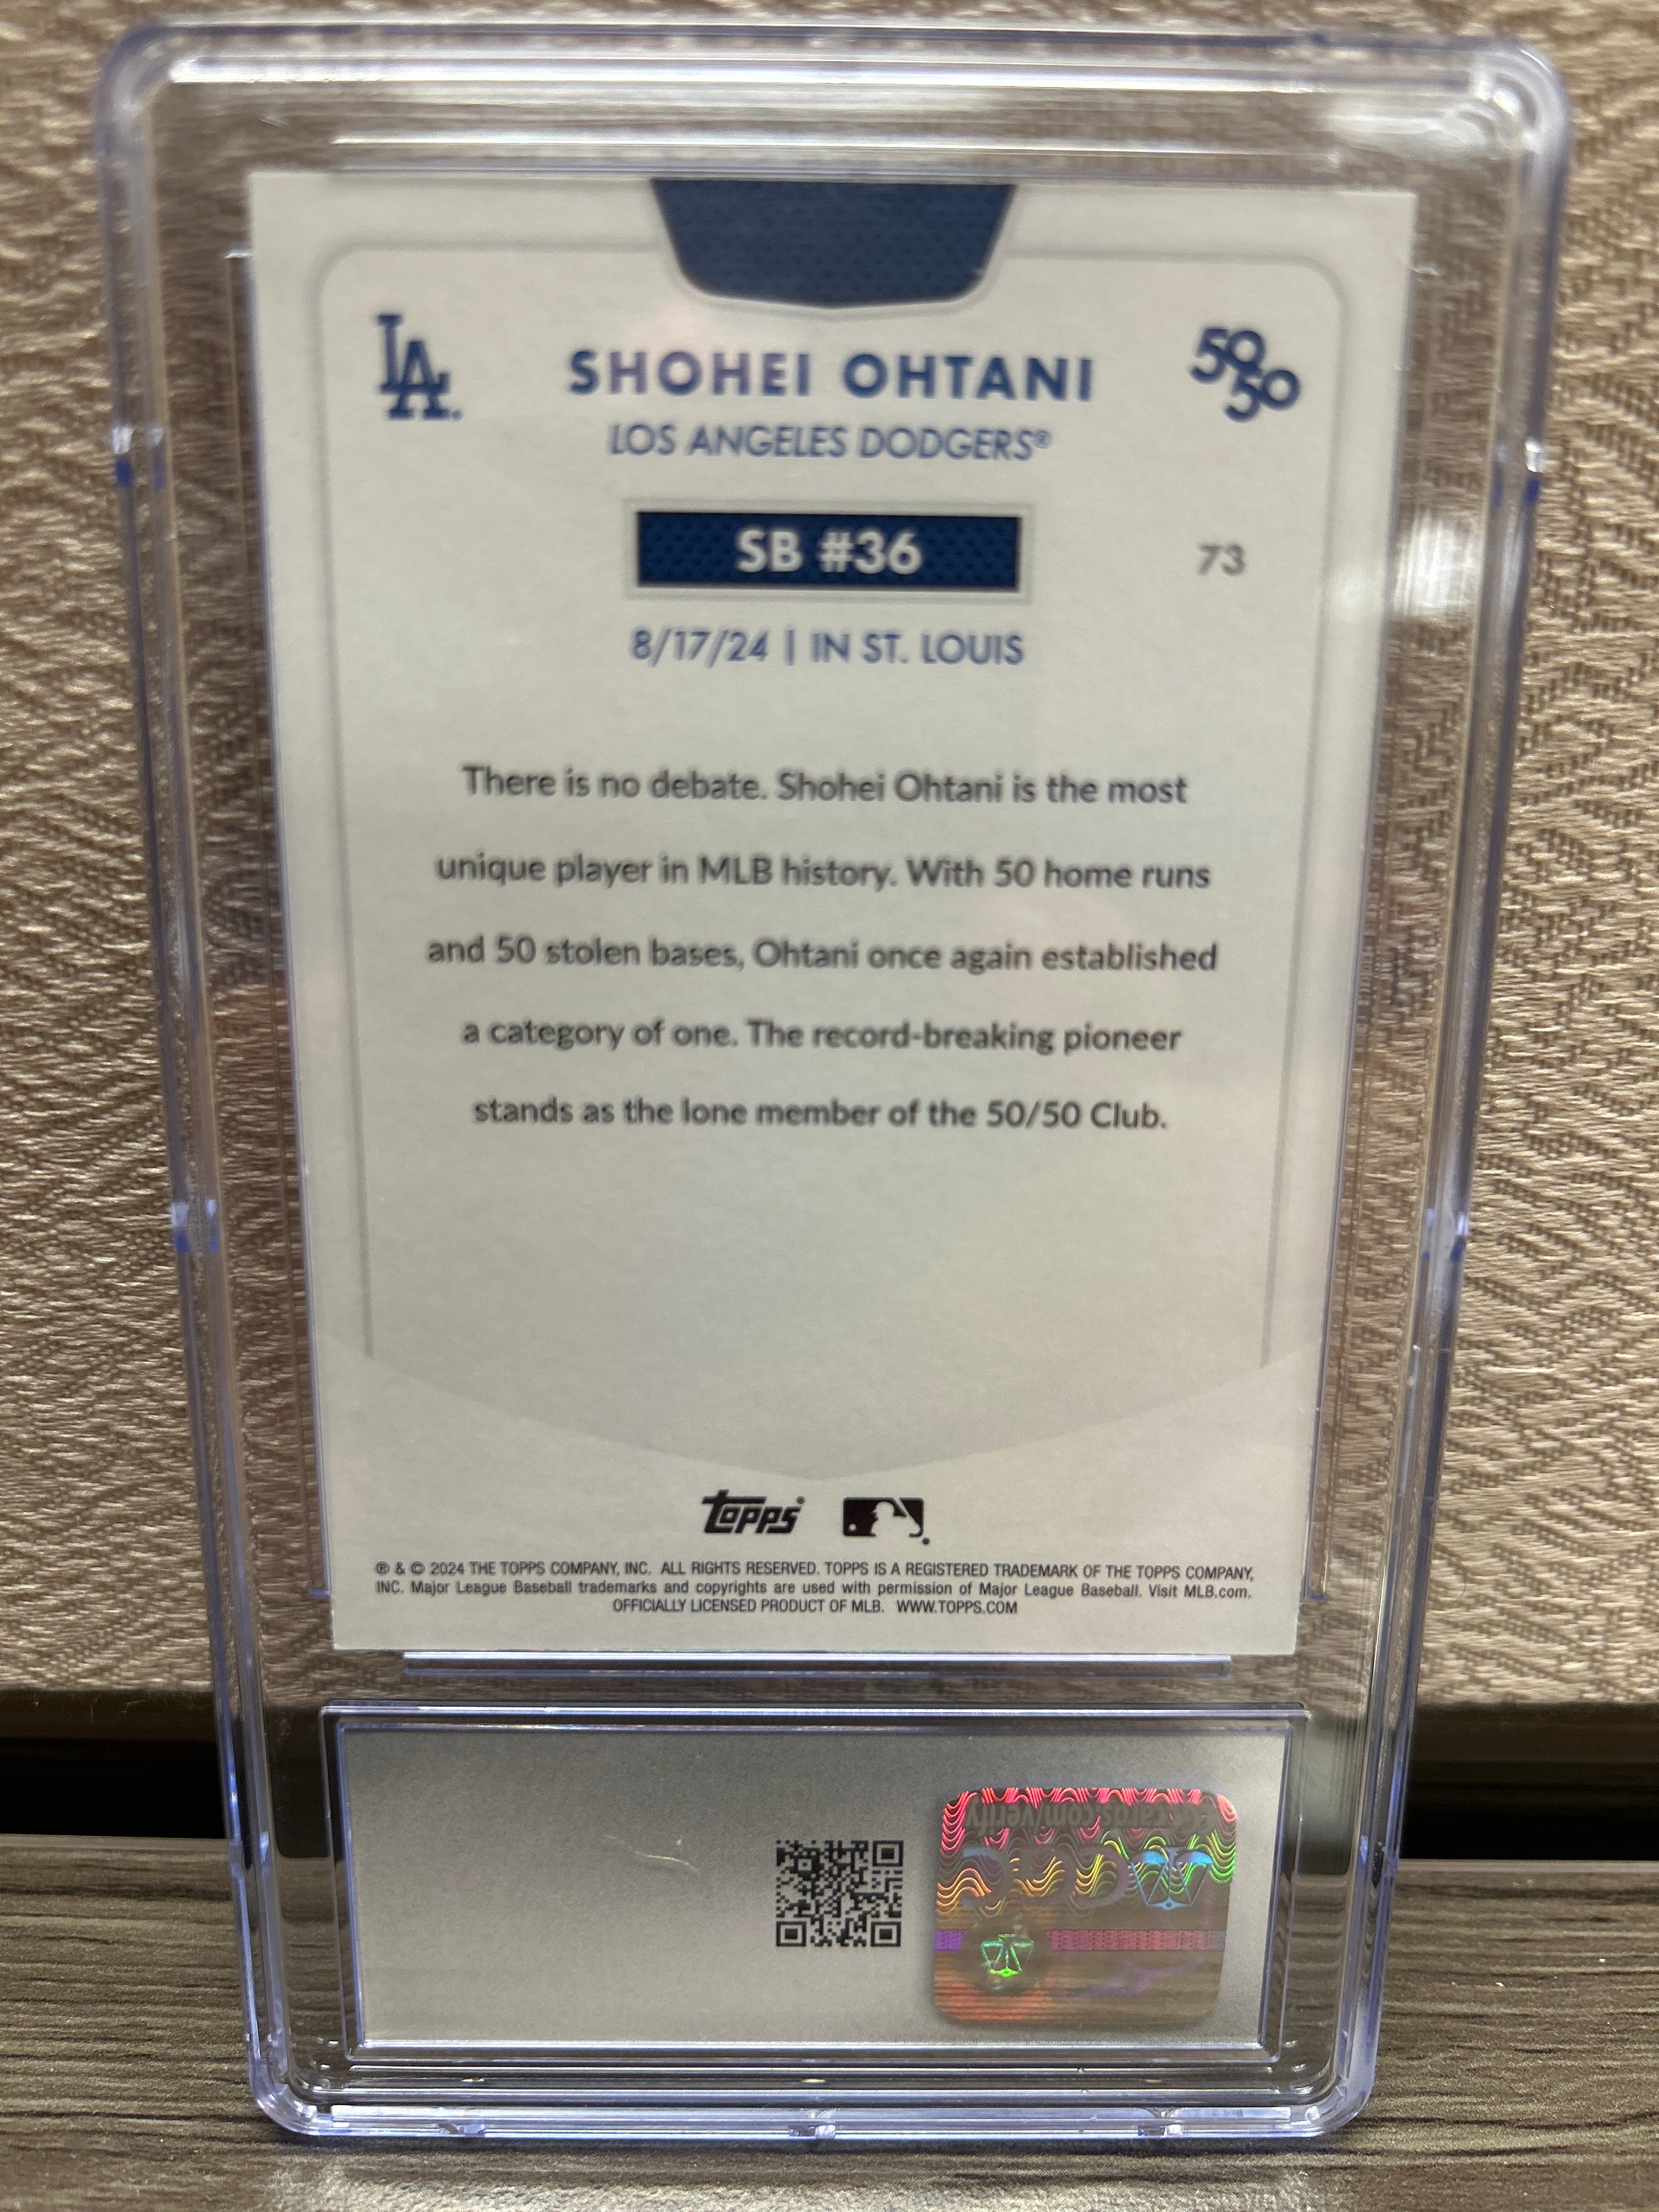 LA
SHOHEI OHTANI
50
50
LOS ANGELES DODGERS®
SB #36
73
8/17/24 | IN ST. LOUIS
There is no debate. Shohei Ohtani is the most
unique player in MLB history. With 50 home runs
and 50 stolen bases, Ohtani once again established
a category of one. The record-breaking pioneer
stands as the lone member of the 50/50 Club.
Topps
® & © 2024 THE TOPPS COMPANY, INC. ALL RIGHTS RESERVED. TOPPS IS A REGISTERED TRADEMARK OF THE TOPPS COMPANY,
INC. Major League Baseball trademarks and copyrights are used with permission of Major League Baseball. Visit MLB.com.
OFFICIALLY LICENSED PRODUCT OF MLB. WWW.TOPPS.COM